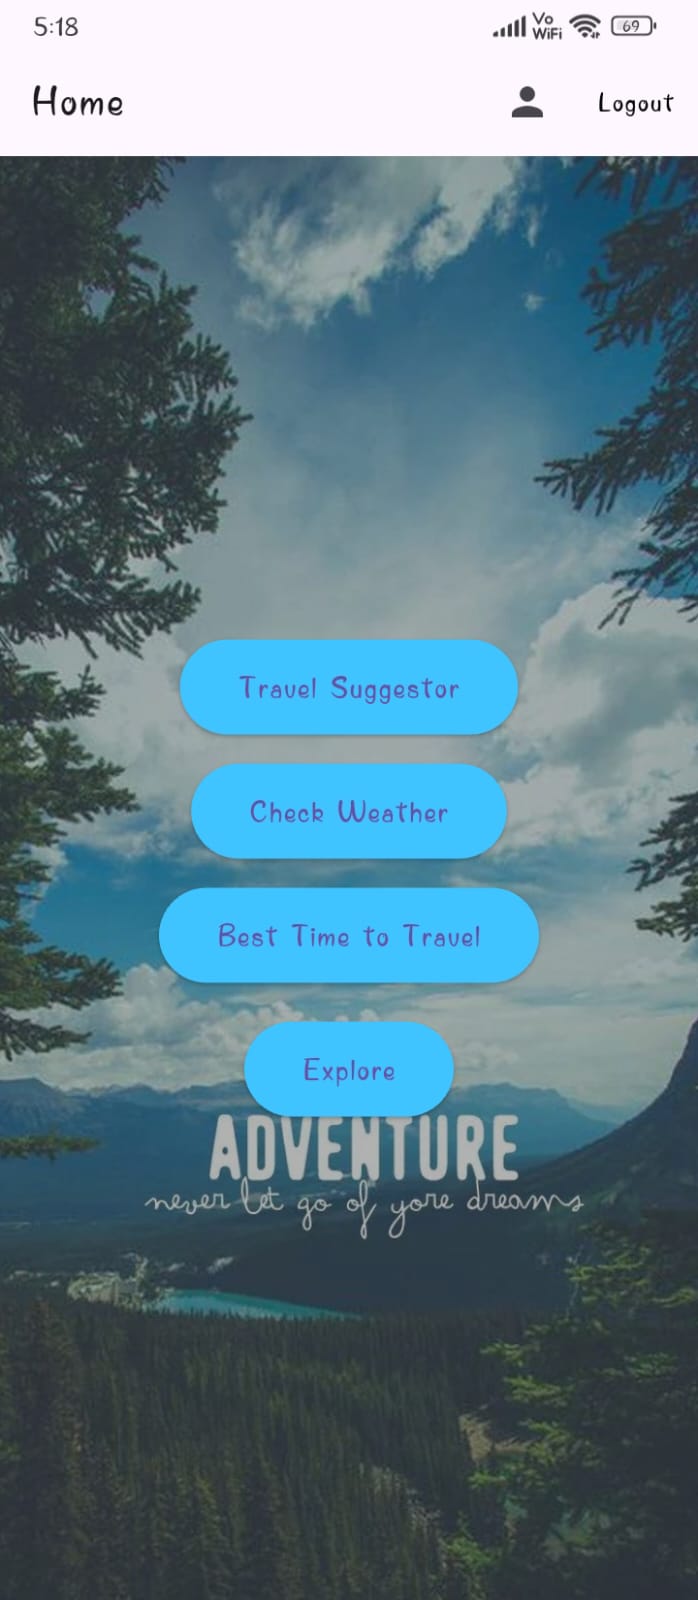 5:18 Vo WiFi 69
Home Logout
Travel Suggestor
Check Weather
Best Time to Travel
Explore
ADVENTURE
never let go of yore dreams